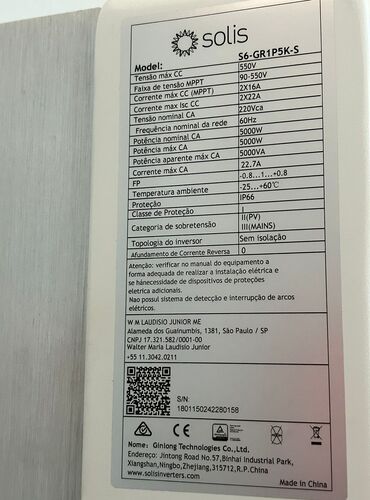 solis
Model: S6-GR1P5K-S
Tensão máx CC 550V
Faixa de tensão MPPT 90-550V
Corrente máx CC (MPPT) 2X16A
Corrente max isc CC 2X22A
Tensão nominal CA 220Vca
Frequência nominal da rede 60Hz
Potência nominal CA 5000W
Potência máx CA 5000W
Potência aparente máx CA 5000VA
Corrente máx CA 22.7A
FP -0.8...1...+0.8
Temperatura ambiente -25...+60℃
Proteção IP66
Classe de Proteção I
Categoria de sobretensão II(PV)
III(MAINS)
Topologia do inversor Sem isolação
Afundamento de Corrente Reversa 0
Atenção: verificar no manual do equipamento a
forma adequada de realizar a instalação elétrica e
se hánecessidade de dispositivos de proteções
eletrica adicionais.
Nao possui sistema de detecção e interrupção de arcos
elétricos.
W M LAUDISIO JUNIOR ME
Alameda dos Guainumbis, 1381, São Paulo / SP
CNPJ 17.321.582/0001-00
Walter Maria Laudisio Junior
+55 11.3042.0211
S/N:
1801150242280158
CE
Nome: Ginlong Technologies Co.,Ltd. Made in China
Endereço: Jintong Road No.57,Binhai Industrial Park,
Xiangshan,Ningbo,Zhejiang,315712,R.P.China
www.solisinverters.com